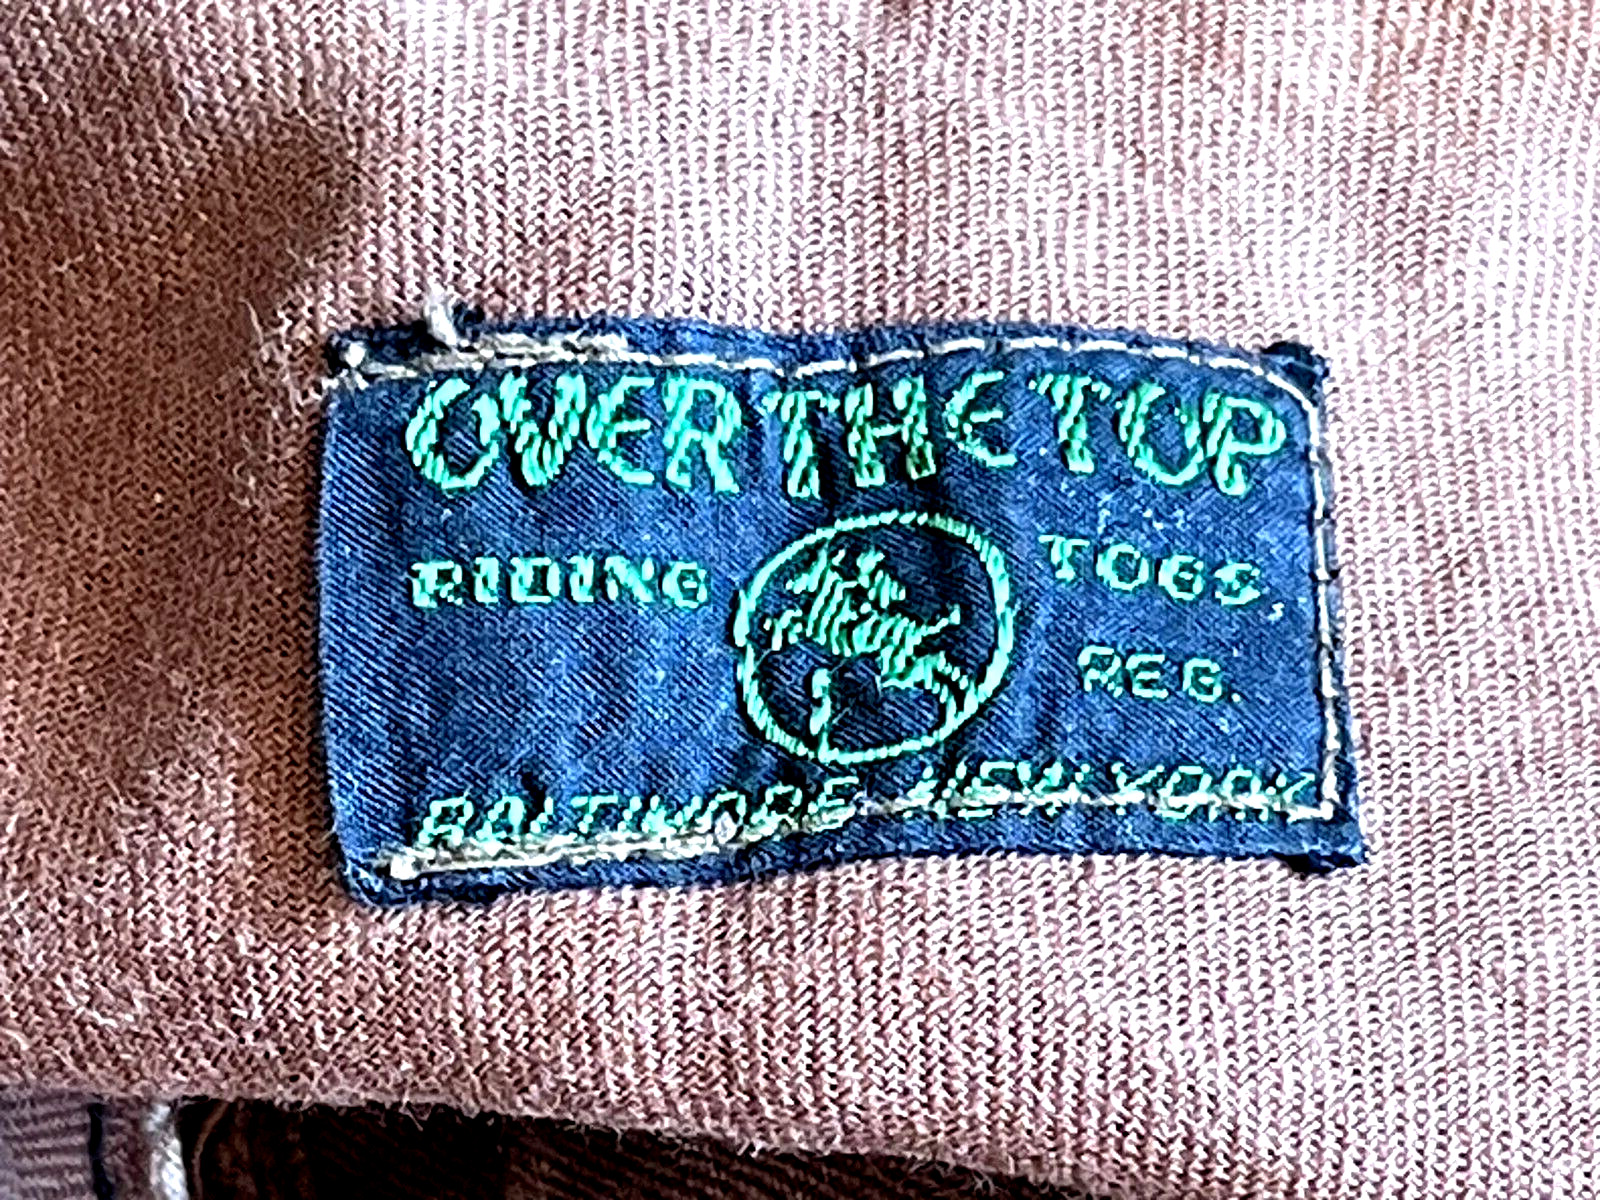 OVER THE TOP
RIDING TOGS,
REG.
BALTIMORE NEW YORK